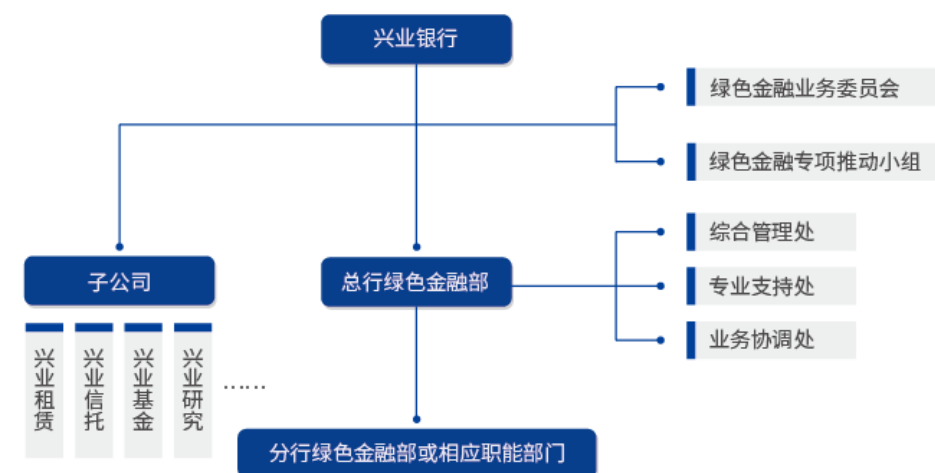 兴业银行
绿色金融业务委员会
绿色金融专项推动小组
综合管理处
子公司
总行绿色金融部
专业支持处
业务协调处
兴业租赁
兴业信托
兴业基金
兴业研究
……
分行绿色金融部或相应职能部门